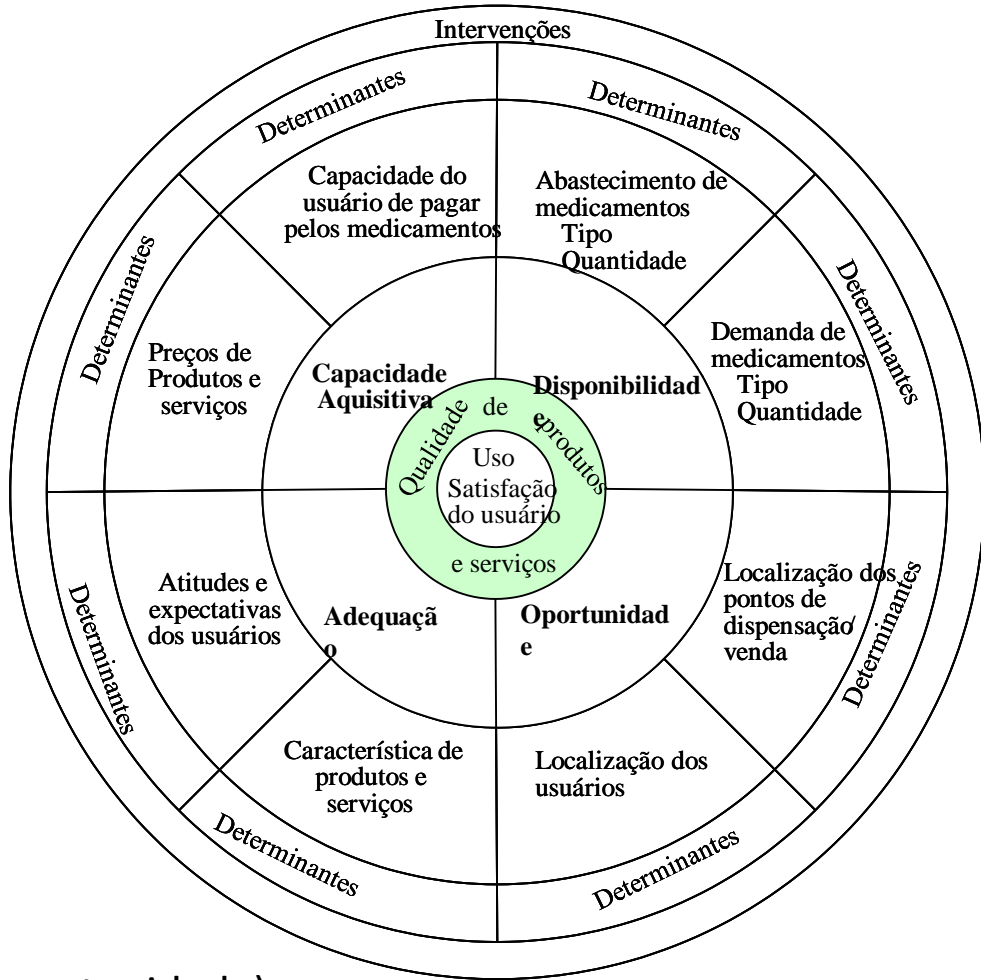 Intervenções
Determinantes
Determinantes
Capacidade do
usuário de pagar
pelos medicamentos
Abastecimento de
medicamentos
Tipo
Quantidade
Determinantes
Determinantes
Preços de
Produtos e
serviços
Demanda de
medicamentos
Tipo
Quantidade
Capacidade
Aquisitiva
Disponibilidad
e
Qualidade de produtos
e serviços
Uso
Satisfação
do usuário
Atitudes e
expectativas
dos usuários
Adequaçã
o
Oportunidad
e
Localização dos
pontos de
dispensação/
venda
Determinantes
Determinantes
Característica de
produtos e
serviços
Localização dos
usuários
Determinantes
Determinantes